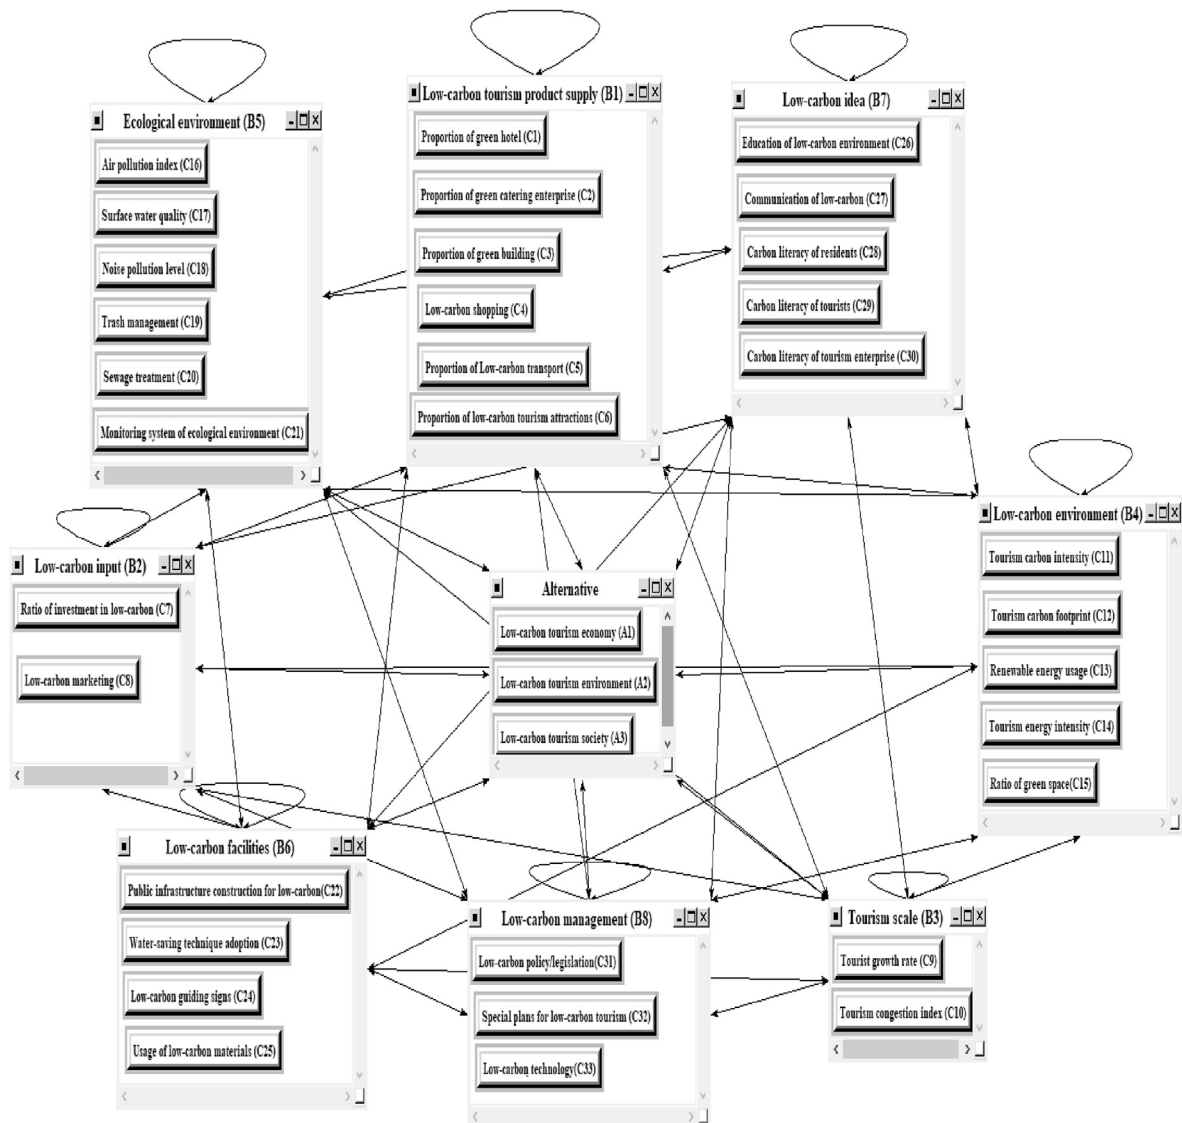 Ecological environment (B5)
Air pollution index (C16)
Surface water quality (C17)
Noise pollution level (C18)
Trash management (C19)
Sewage treatment (C20)
Monitoring system of ecological environment (C21)
Low-carbon tourism product supply (B1)
Proportion of green hotel (C1)
Proportion of green catering enterprise (C2)
Proportion of green building (C3)
Low-carbon shopping (C4)
Proportion of Low-carbon transport (C5)
Proportion of low-carbon tourism attractions (C6)
Low-carbon idea (B7)
Education of low-carbon environment (C26)
Communication of low-carbon (C27)
Carbon literacy of residents (C28)
Carbon literacy of tourists (C29)
Carbon literacy of tourism enterprise (C30)
Low-carbon input (B2)
Ratio of investment in low-carbon (C7)
Low-carbon marketing (C8)
Alternative
Low-carbon tourism economy (A1)
Low-carbon tourism environment (A2)
Low-carbon tourism society (A3)
Low-carbon environment (B4)
Tourism carbon intensity (C11)
Tourism carbon footprint (C12)
Renewable energy usage (C13)
Tourism energy intensity (C14)
Ratio of green space(C15)
Low-carbon facilities (B6)
Public infrastructure construction for low-carbon(C22)
Water-saving technique adoption (C23)
Low-carbon guiding signs (C24)
Usage of low-carbon materials (C25)
Low-carbon management (B8)
Low-carbon policy/legislation(C31)
Special plans for low-carbon tourism (C32)
Low-carbon technology(C33)
Tourism scale (B3)
Tourist growth rate (C9)
Tourism congestion index (C10)